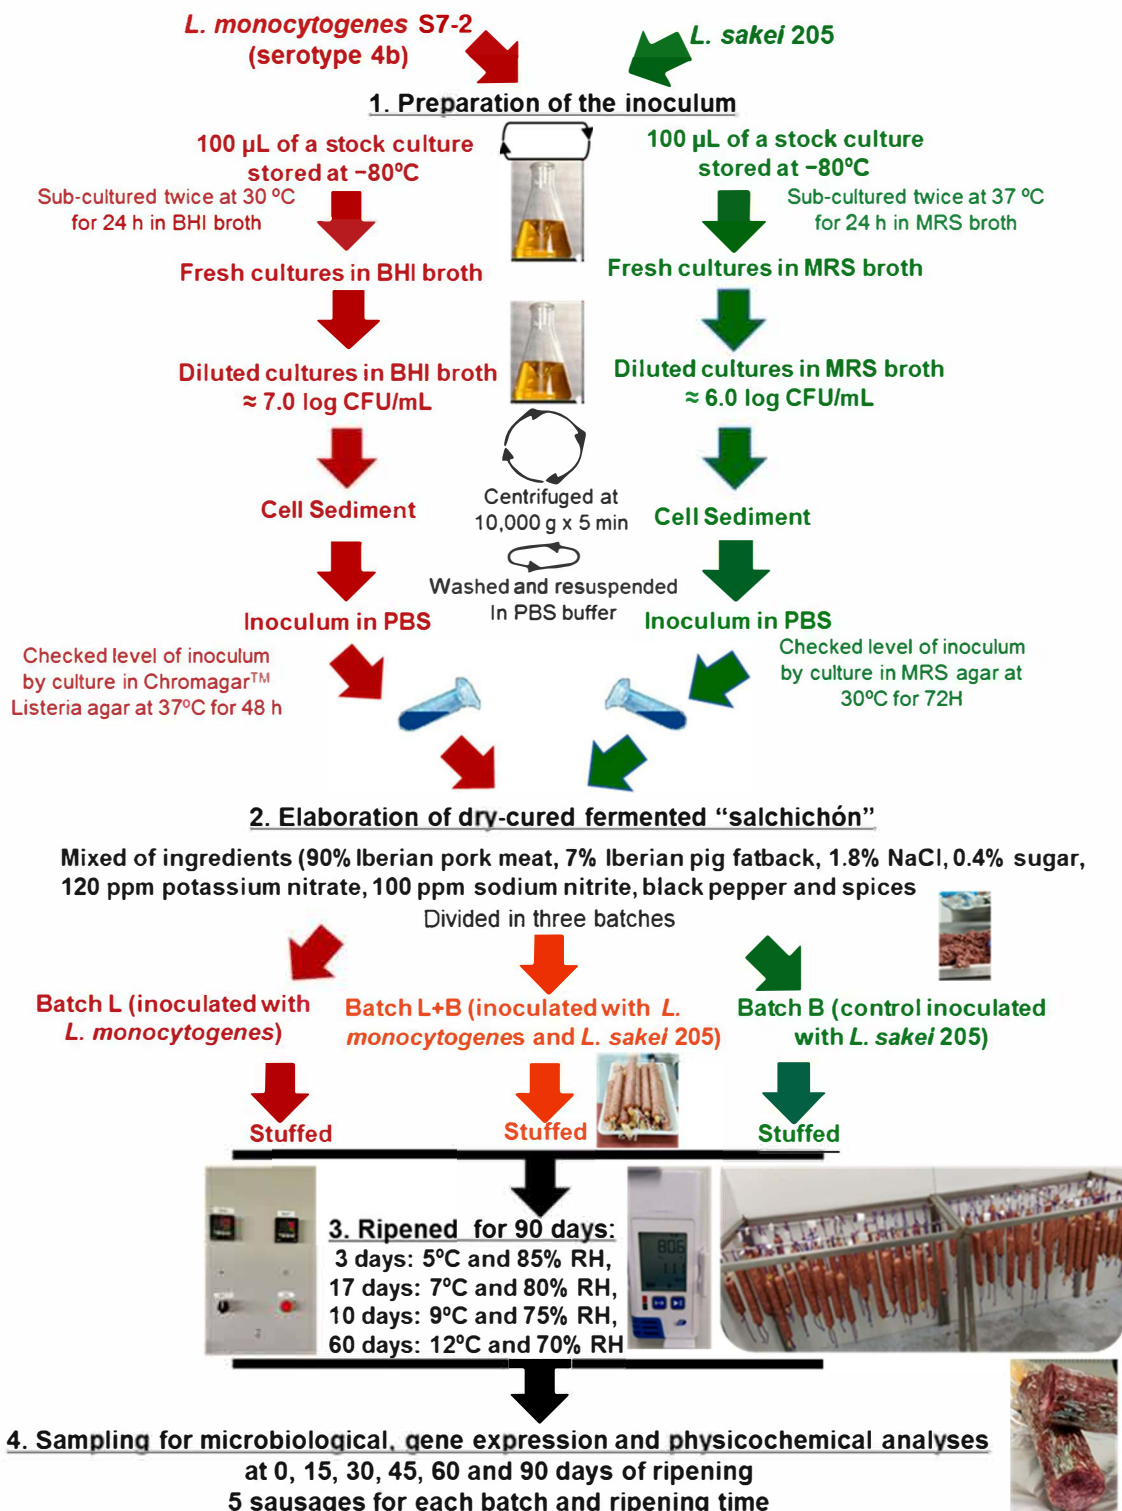 L. monocytogenes S7-2
(serotype 4b)
L. sakei 205
1. Preparation of the inoculum
100 µL of a stock culture
stored at −80ºC
100 µL of a stock culture
stored at −80ºC
Sub-cultured twice at 30 ºC
for 24 h in BHI broth
Sub-cultured twice at 37 ºC
for 24 h in MRS broth
Fresh cultures in BHI broth
Fresh cultures in MRS broth
Diluted cultures in BHI broth
≈ 7.0 log CFU/mL
Diluted cultures in MRS broth
≈ 6.0 log CFU/mL
Cell Sediment
Centrifuged at
10,000 g x 5 min
Cell Sediment
Washed and resuspended
In PBS buffer
Inoculum in PBS
Inoculum in PBS
Checked level of inoculum
by culture in Chromagar™
Listeria agar at 37ºC for 48 h
Checked level of inoculum
by culture in MRS agar at
30ºC for 72H
2. Elaboration of dry-cured fermented “salchichón”
Mixed of ingredients (90% Iberian pork meat, 7% Iberian pig fatback, 1.8% NaCl, 0.4% sugar,
120 ppm potassium nitrate, 100 ppm sodium nitrite, black pepper and spices
Divided in three batches
Batch L (inoculated with
L. monocytogenes)
Batch L+B (inoculated with L.
monocytogenes and L. sakei 205)
Batch B (control inoculated
with L. sakei 205)
Stuffed
Stuffed
Stuffed
3. Ripened for 90 days:
3 days: 5ºC and 85% RH,
17 days: 7ºC and 80% RH,
10 days: 9ºC and 75% RH,
60 days: 12ºC and 70% RH
4. Sampling for microbiological, gene expression and physicochemical analyses
at 0, 15, 30, 45, 60 and 90 days of ripening
5 sausages for each batch and ripening time